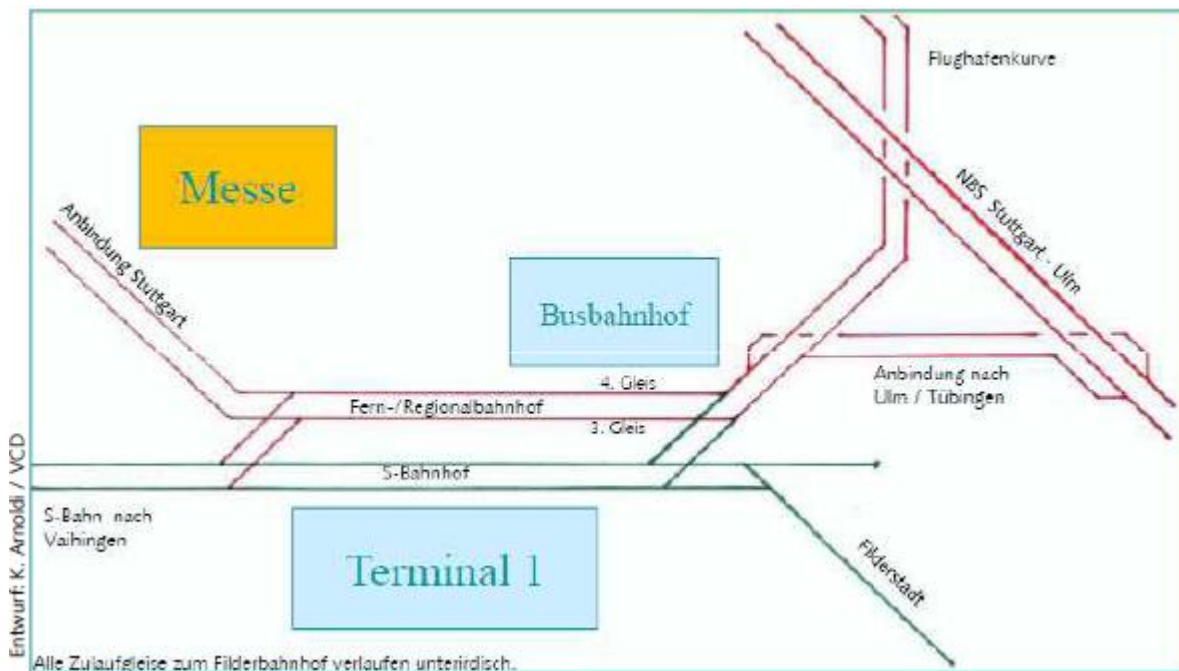 Flughafenkurve
Messe
NBS Stuttgart - Ulm
Anbindung Stuttgart
Busbahnhof
4. Gleis
Anbindung nach
Ulm / Tübingen
Fern-/Regionalbahnhof
3. Gleis
S-Bahnhof
S-Bahn nach
Vaihingen
Terminal 1
Filderstadt
Entwurf: K. Arnoldi / VCD
Alle Zulaufgleise zum Filderbahnhof verlaufen unterirdisch.